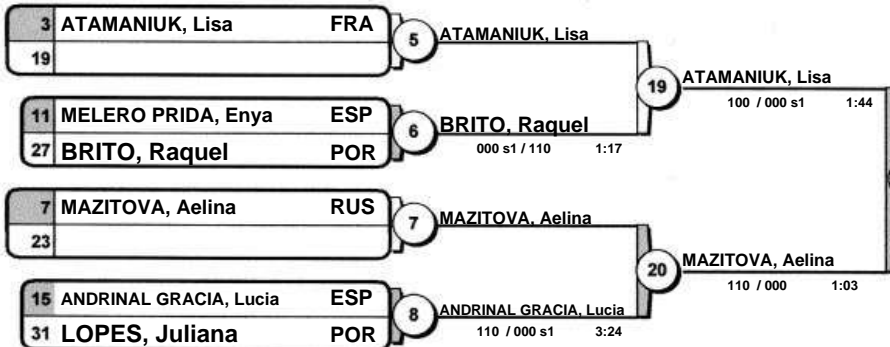 3 ATAMANIUK, Lisa FRA
19
5 ATAMANIUK, Lisa
11 MELERO PRIDA, Enya ESP
27 BRITO, Raquel POR
6 BRITO, Raquel
000 s1 / 110 1:17
19 ATAMANIUK, Lisa
100 / 000 s1 1:44
7 MAZITOVA, Aelina RUS
23
7 MAZITOVA, Aelina
15 ANDRINAL GRACIA, Lucia ESP
31 LOPES, Juliana POR
8 ANDRINAL GRACIA, Lucia
110 / 000 s1 3:24
20 MAZITOVA, Aelina
110 / 000 1:03